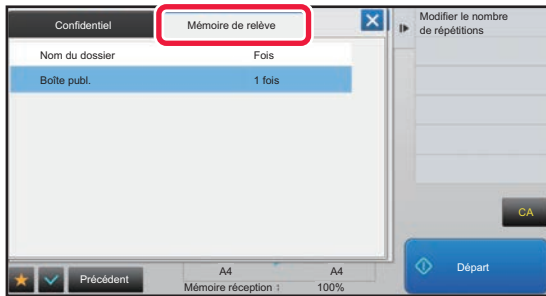 Confidentiel
Mémoire de relève
Modifier le nombre
de répétitions
Nom du dossier Fois
Boîte publ. 1 fois
CA
Départ
Précédent
A4 A4
Mémoire réception : 100%